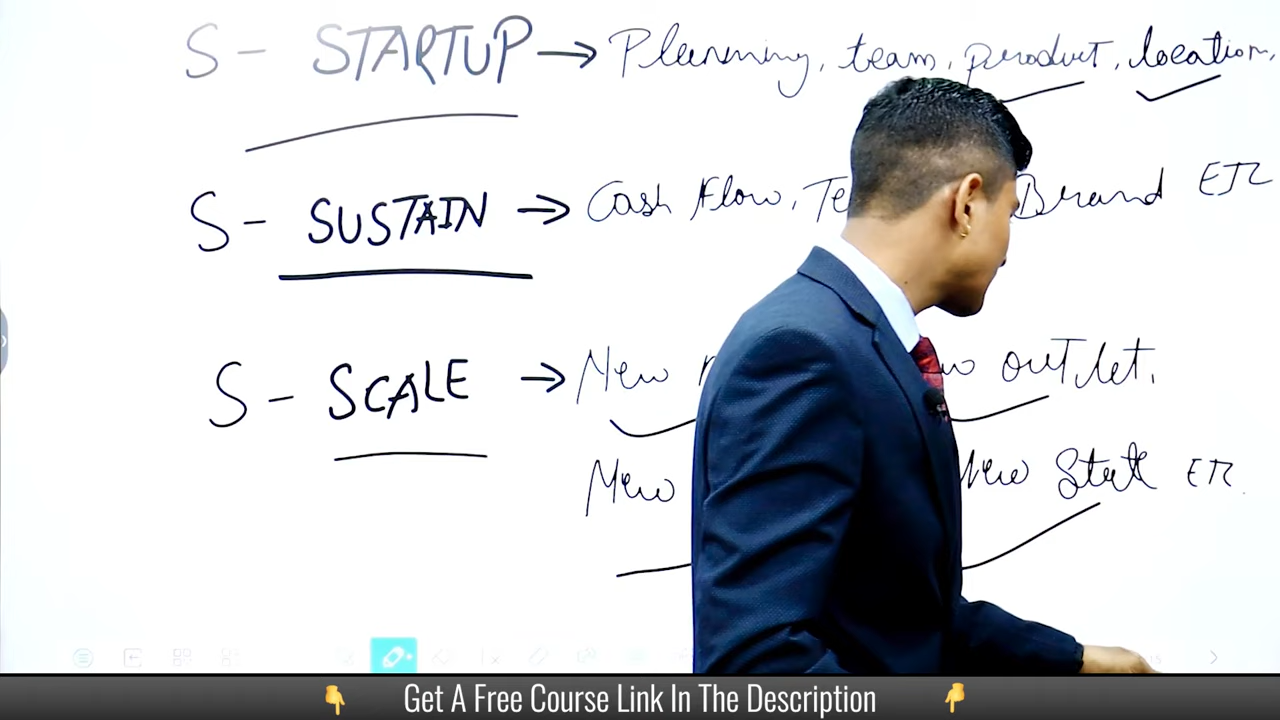 S - STARTUP → Planning, team, product, location,
S - SUSTAIN → Cash Flow, Te Brand ETC
S - SCALE → New outlet,
New New State ETC.
Get A Free Course Link In The Description